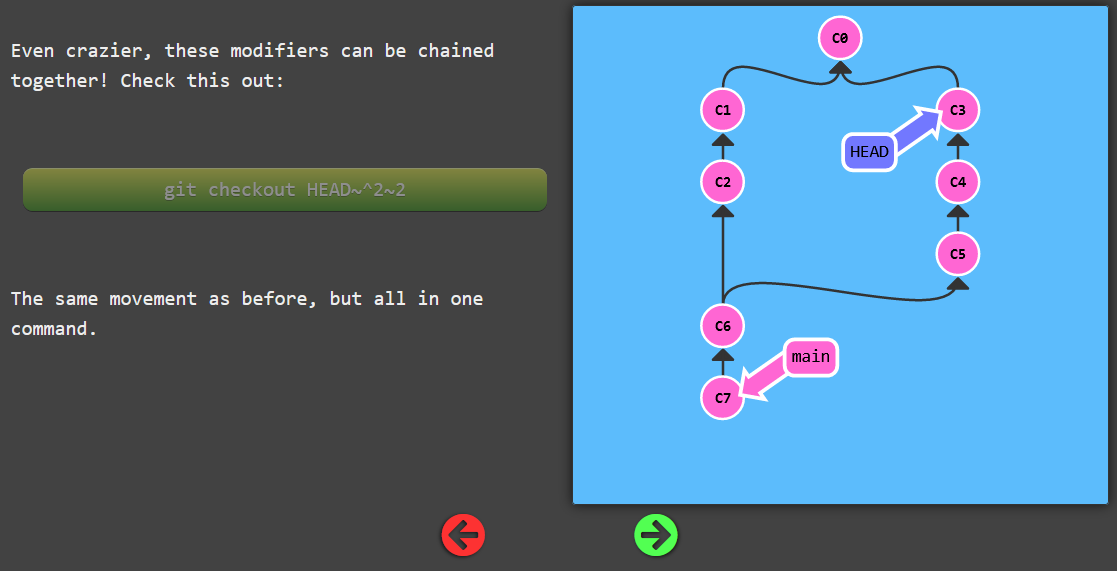 Even crazier, these modifiers can be chained
together! Check this out:
git checkout HEAD~^2~2
The same movement as before, but all in one
command.
C0
C1
C3
HEAD
C2
C4
C5
C6
main
C7